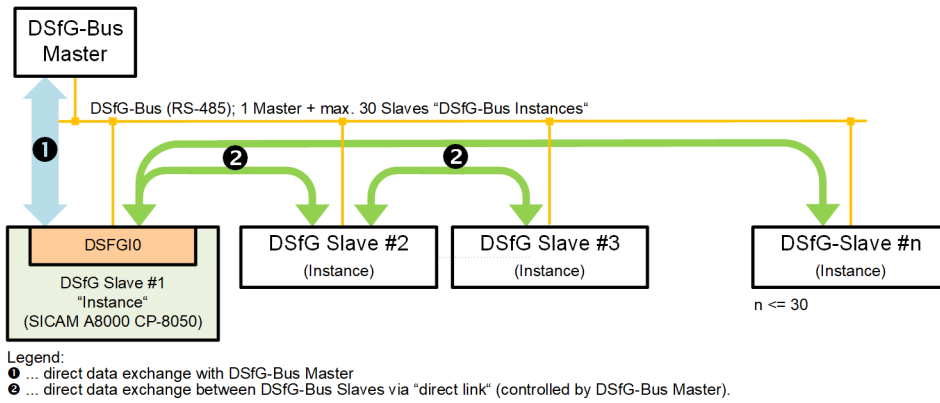 DSfG-Bus
Master
DSfG-Bus (RS-485); 1 Master + max. 30 Slaves “DSfG-Bus Instances“
❶
❷
❷
DSFGI0
DSfG Slave #1
“Instance“
(SICAM A8000 CP-8050)
DSfG Slave #2
(Instance)
DSfG Slave #3
(Instance)
DSfG-Slave #n
(Instance)
n <= 30
Legend:
❶ ... direct data exchange with DSfG-Bus Master
❷ ... direct data exchange between DSfG-Bus Slaves via “direct link“ (controlled by DSfG-Bus Master).